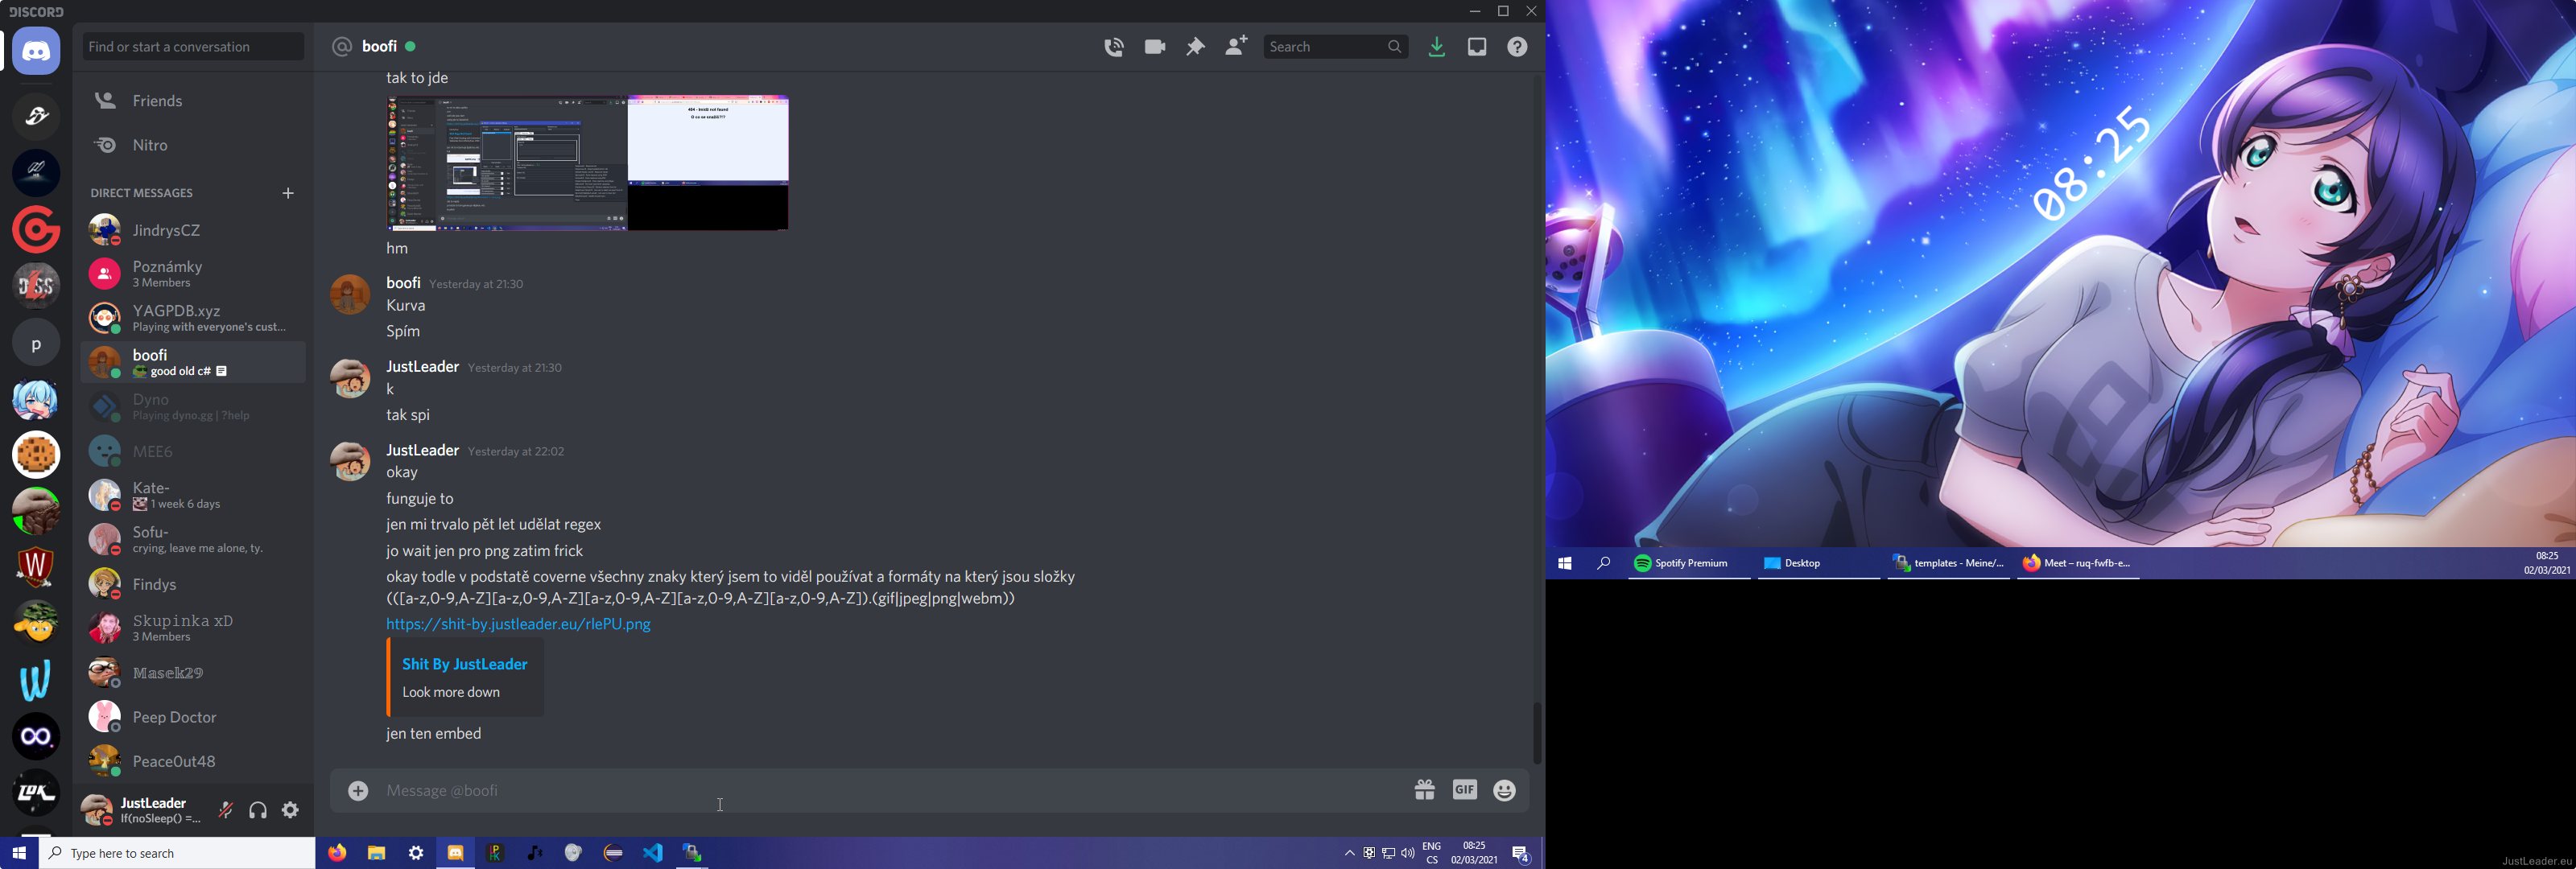 DISCORD
Find or start a conversation
Friends
Nitro
DIRECT MESSAGES
JindrysCZ
Poznámky
3 Members
YAGPDB.xyz
Playing with everyone's cust...
boofi
good old c#
Dyno
Playing dyno.gg | ?help
MEE6
Kate-
1 week 6 days
Sofu-
crying, leave me alone, ty.
Findys
Skupinka xD
3 Members
Masek29
Peep Doctor
Peace0ut48
JustLeader
If(noSleep() =...
p
boofi
Search
tak to jde
hm
boofi Yesterday at 21:30
Kurva
Spím
JustLeader Yesterday at 21:30
k
tak spi
JustLeader Yesterday at 22:02
okay
funguje to
jen mi trvalo pět let udělat regex
jo wait jen pro png zatim frick
okay todle v podstatě coverne všechny znaky který jsem to viděl používat a formáty na který jsou složky
(([a-z,0-9,A-Z][a-z,0-9,A-Z][a-z,0-9,A-Z][a-z,0-9,A-Z][a-z,0-9,A-Z]).(gif|jpeg|png|webm))
https://shit-by.justleader.eu/rlePU.png
Shit By JustLeader
Look more down
jen ten embed
Message @boofi
GIF
Type here to search
ENG
CS
08:25
02/03/2021
4
08:25
Spotify Premium
Desktop
templates - Meine/...
Meet – ruq-fwfb-e...
08:25
02/03/2021
JustLeader.eu